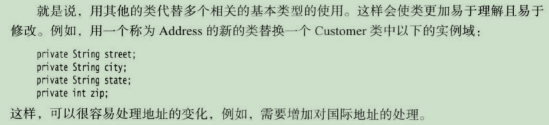 就是说，用其他的类代替多个相关的基本类型的使用。这样会使类更加易于理解且易于
修改。例如，用一个称为 Address 的新的类替换一个 Customer 类中以下的实例域：
private String street;
private String city;
private String state;
private int zip;
这样，可以很容易处理地址的变化，例如，需要增加对国际地址的处理。